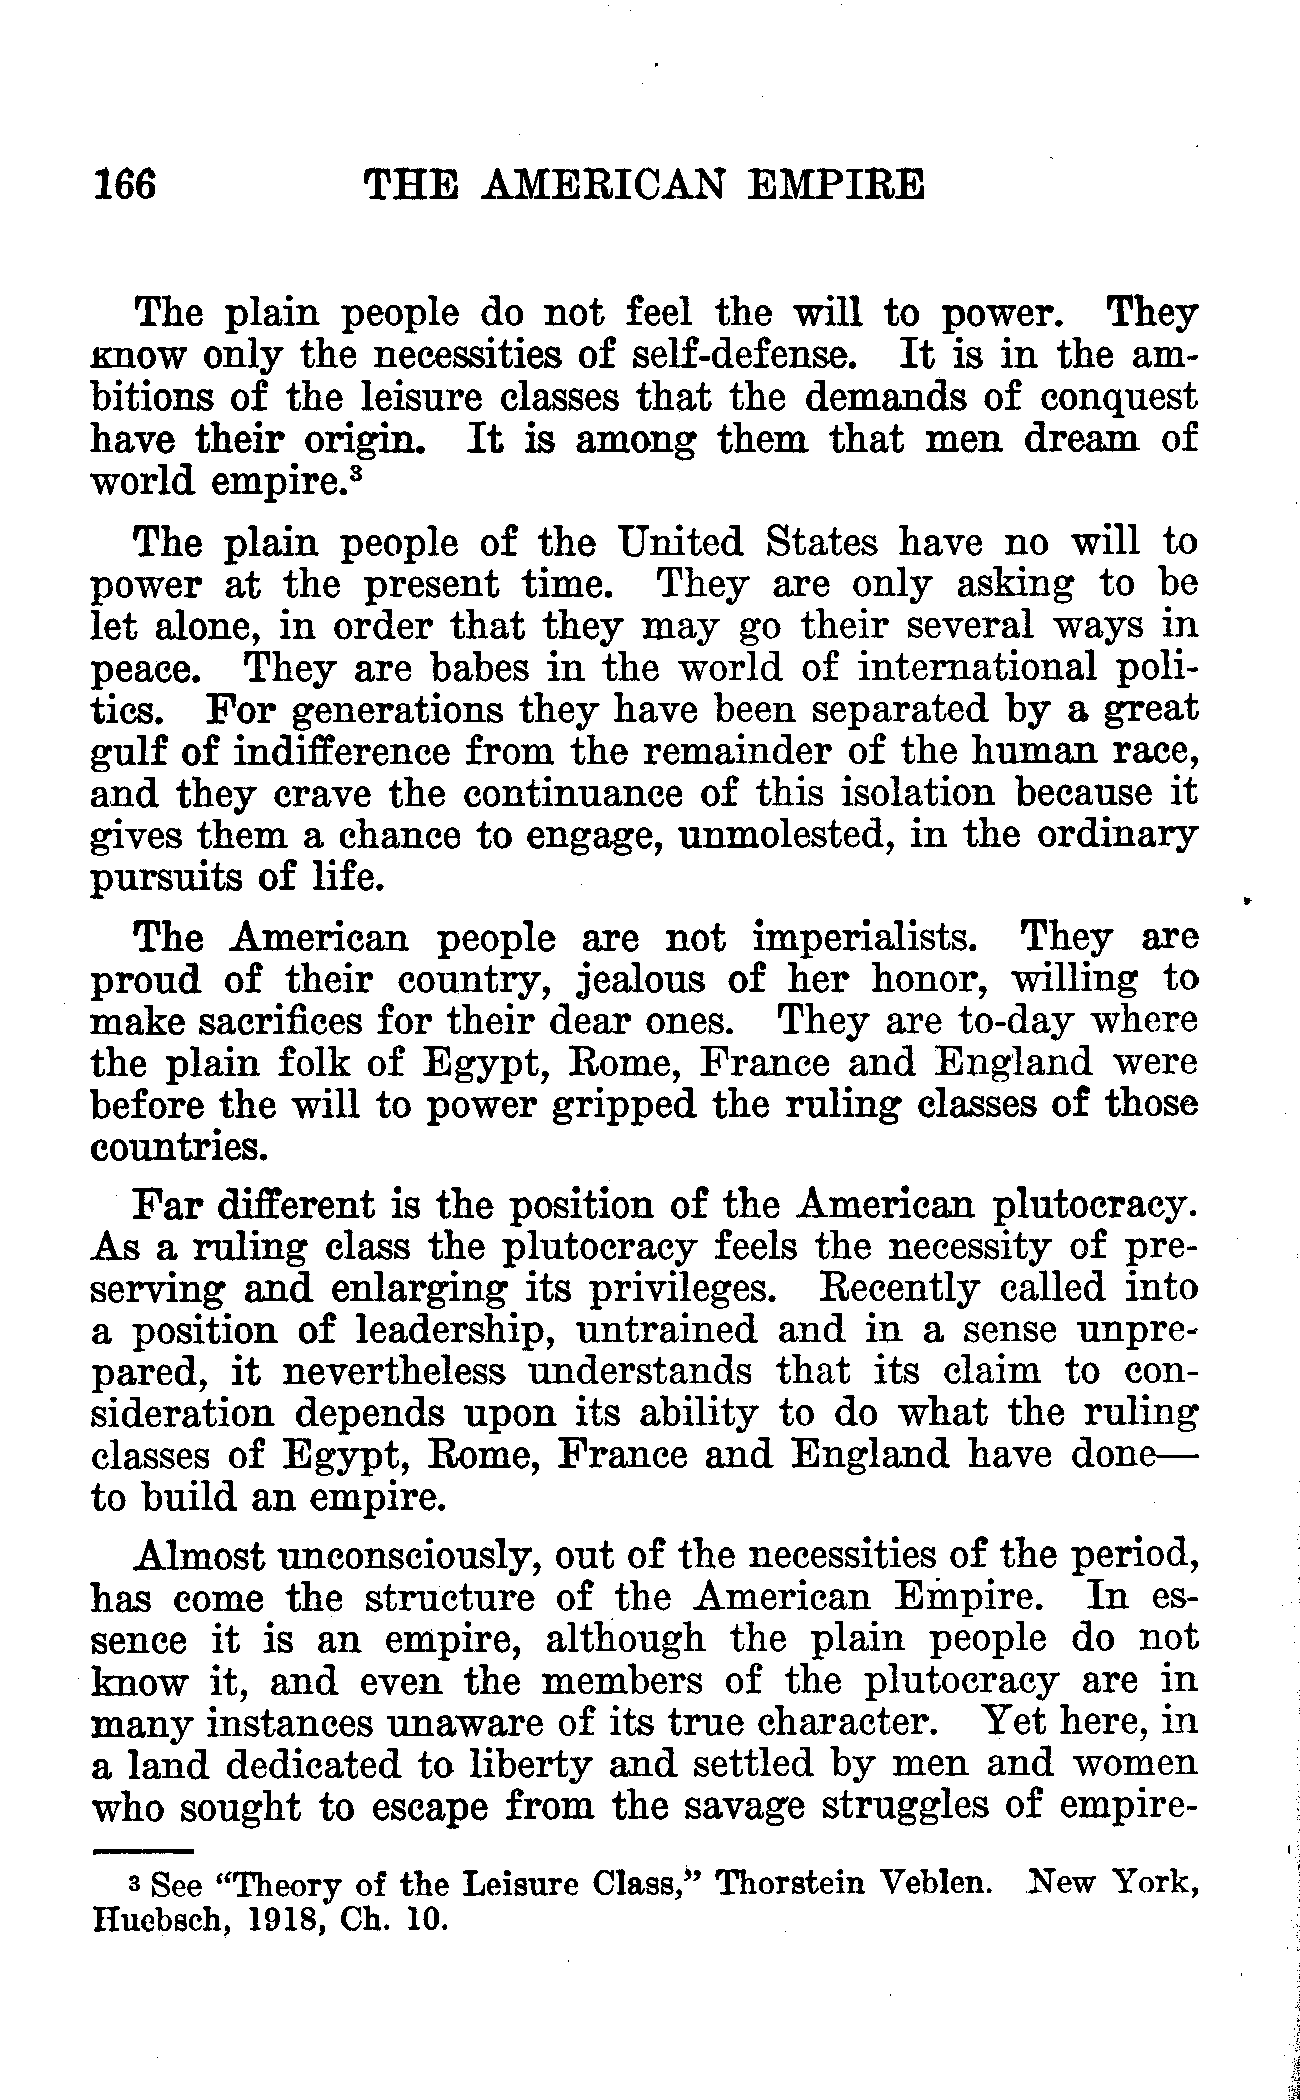 166 THE AMERICAN EMPIRE
The plain people do not feel the will to power. They
know only the necessities of self-defense. It is in the am-
bitions of the leisure classes that the demands of conquest
have their origin. It is among them that men dream of
world empire.³
The plain people of the United States have no will to
power at the present time. They are only asking to be
let alone, in order that they may go their several ways in
peace. They are babes in the world of international poli-
tics. For generations they have been separated by a great
gulf of indifference from the remainder of the human race,
and they crave the continuance of this isolation because it
gives them a chance to engage, unmolested, in the ordinary
pursuits of life.
The American people are not imperialists. They are
proud of their country, jealous of her honor, willing to
make sacrifices for their dear ones. They are to-day where
the plain folk of Egypt, Rome, France and England were
before the will to power gripped the ruling classes of those
countries.
Far different is the position of the American plutocracy.
As a ruling class the plutocracy feels the necessity of pre-
serving and enlarging its privileges. Recently called into
a position of leadership, untrained and in a sense unpre-
pared, it nevertheless understands that its claim to con-
sideration depends upon its ability to do what the ruling
classes of Egypt, Rome, France and England have done—
to build an empire.
Almost unconsciously, out of the necessities of the period,
has come the structure of the American Empire. In es-
sence it is an empire, although the plain people do not
know it, and even the members of the plutocracy are in
many instances unaware of its true character. Yet here, in
a land dedicated to liberty and settled by men and women
who sought to escape from the savage struggles of empire-
³ See "Theory of the Leisure Class," Thorstein Veblen. New York,
Huebsch, 1918, Ch. 10.